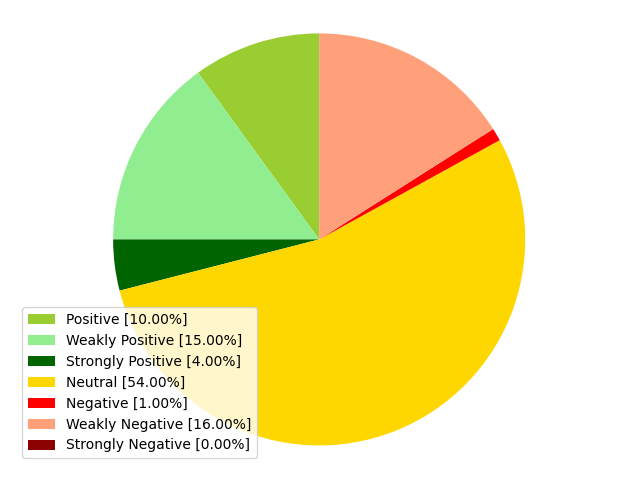 Positive [10.00%]
Weakly Positive [15.00%]
Strongly Positive [4.00%]
Neutral [54.00%]
Negative [1.00%]
Weakly Negative [16.00%]
Strongly Negative [0.00%]